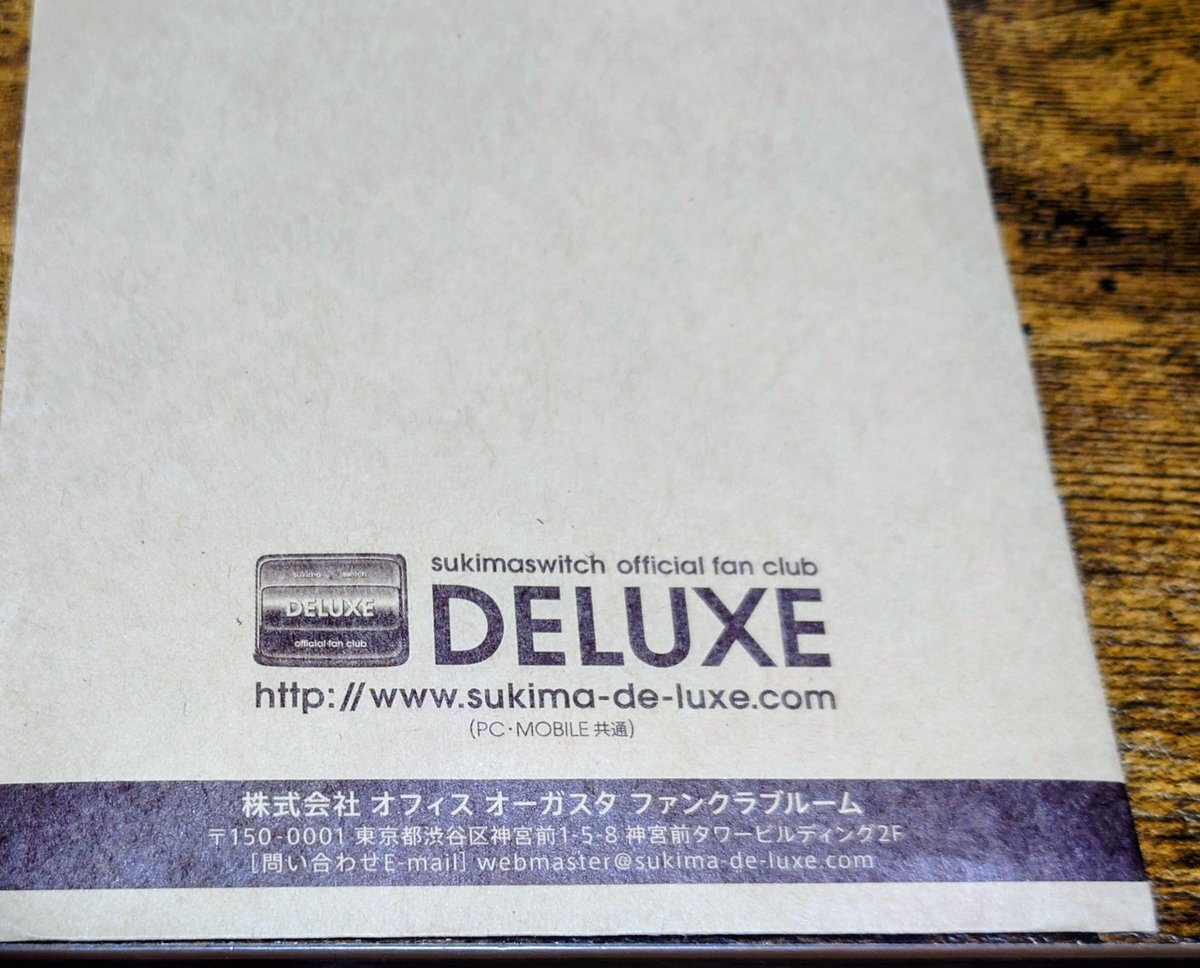 sukima switch
DELUXE
official fan club
sukimaswitch official fan club
DELUXE
http://www.sukima-de-luxe.com
(PC・MOBILE 共通)
株式会社 オフィス オーガスタ ファンクラブルーム
〒150-0001 東京都渋谷区神宮前1-5-8 神宮前タワービルディング2F
[問い合わせE-mail] webmaster@sukima-de-luxe.com